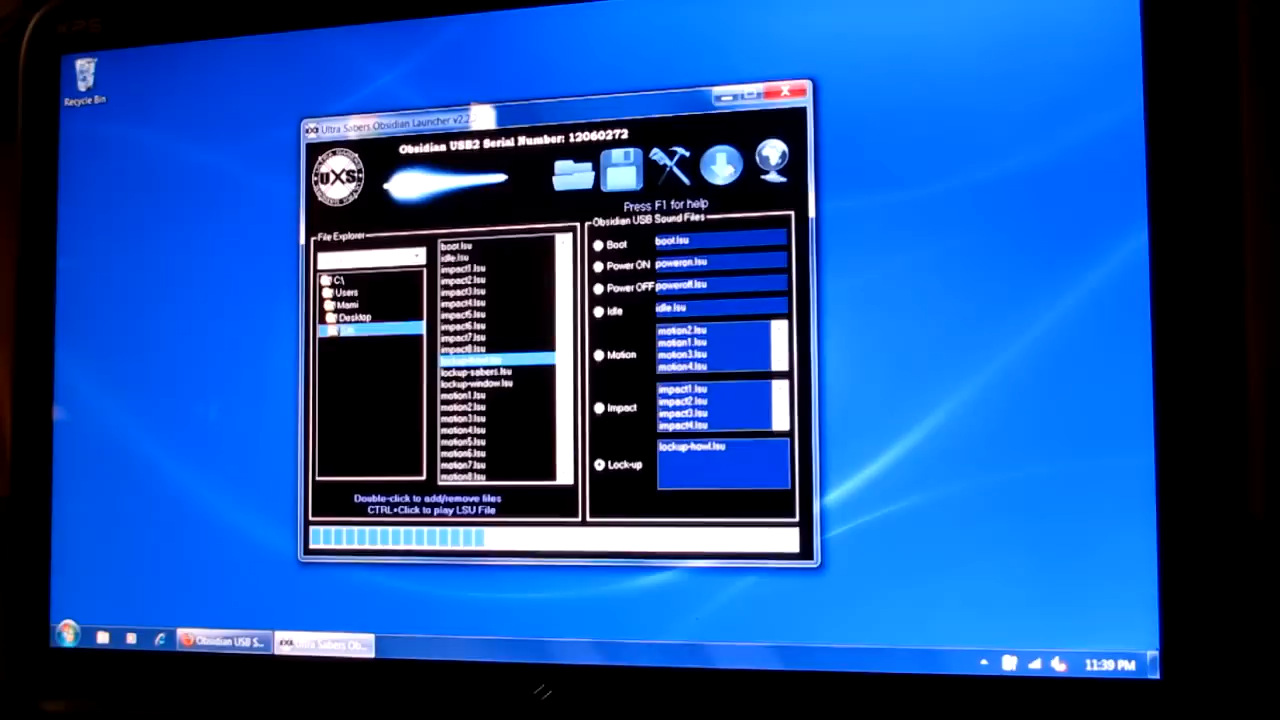 XPS
Recycle Bin
Ultra Sabers Obsidian Launcher v2.2
Obsidian USB2 Serial Number: 12060272
UXS
Press F1 for help
File Explorer
C:\
Users
Mami
Desktop
boot.lsu
idle.lsu
impact1.lsu
impact2.lsu
impact3.lsu
impact4.lsu
impact5.lsu
impact6.lsu
impact7.lsu
impact8.lsu
lockup-howl.lsu
lockup-sabers.lsu
lockup-window.lsu
motion1.lsu
motion2.lsu
motion3.lsu
motion4.lsu
motion5.lsu
motion6.lsu
motion7.lsu
motion8.lsu
Double-click to add/remove files
CTRL+Click to play LSU File
Obsidian USB Sound Files
Boot boot.lsu
Power ON poweron.lsu
Power OFF poweroff.lsu
Idle idle.lsu
Motion
motion2.lsu
motion1.lsu
motion3.lsu
motion4.lsu
Impact
impact1.lsu
impact2.lsu
impact3.lsu
impact4.lsu
Lock-up
lockup-howl.lsu
Obsidian USB S...
Ultra Sabers Ob...
11:39 PM